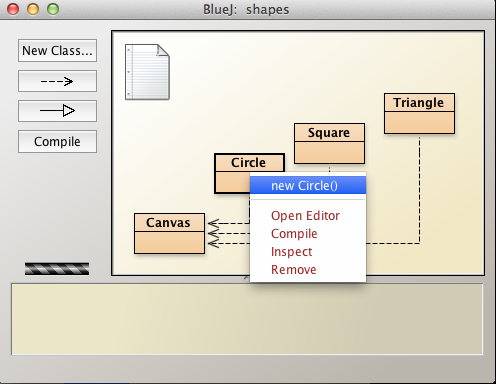 BlueJ: shapes
New Class...
Compile
Triangle
Square
Circle
Canvas
new Circle()
Open Editor
Compile
Inspect
Remove